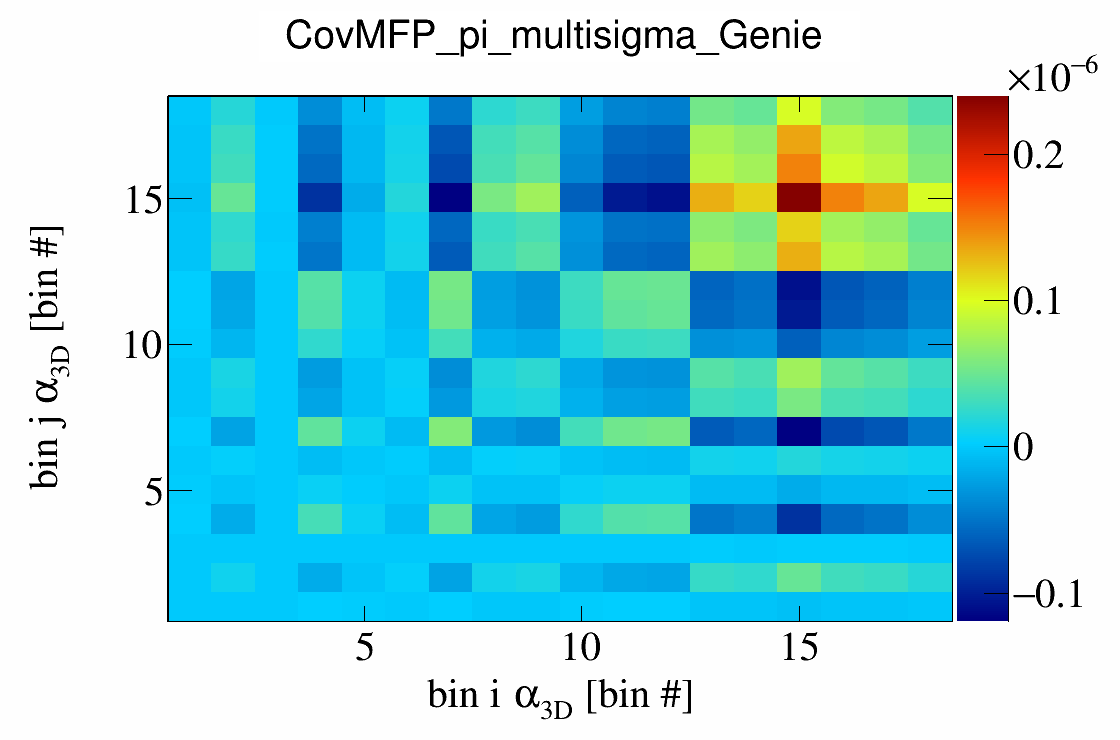 CovMFP_pi_multisigma_Genie
×10⁻⁶
0.2
0.1
0
−0.1
15
10
5
bin j α₃D [bin #]
5 10 15
bin i α₃D [bin #]